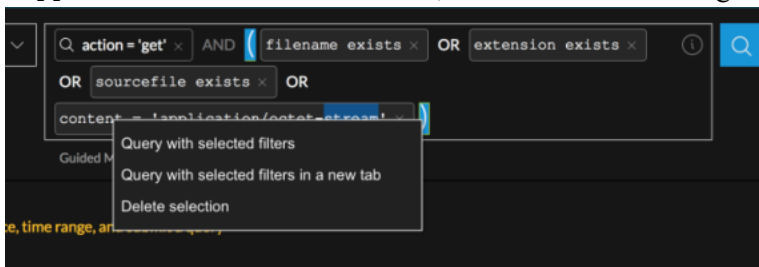 action = 'get' × AND ( filename exists × OR extension exists ×
OR sourcefile exists × OR
content = 'application/octet-stream' × )
Guided M
Query with selected filters
Query with selected filters in a new tab
Delete selection
ce, time range, an